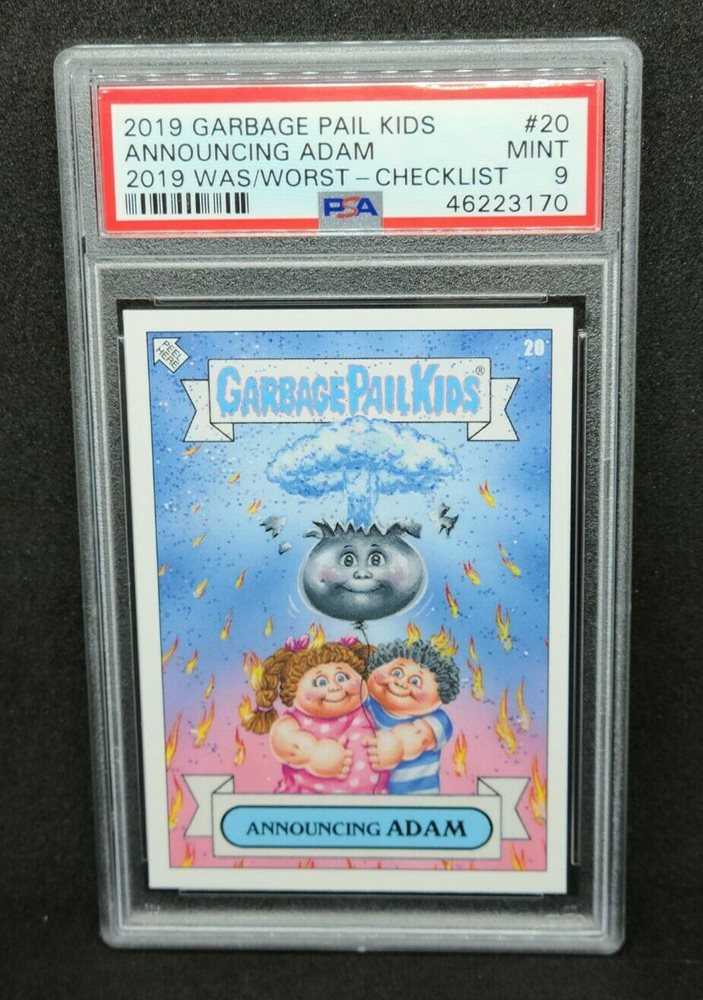 2019 GARBAGE PAIL KIDS #20
ANNOUNCING ADAM MINT
2019 WAS/WORST - CHECKLIST 9
PSA 46223170
PEEL HERE
20
GARBAGE PAIL KIDS®
ANNOUNCING ADAM